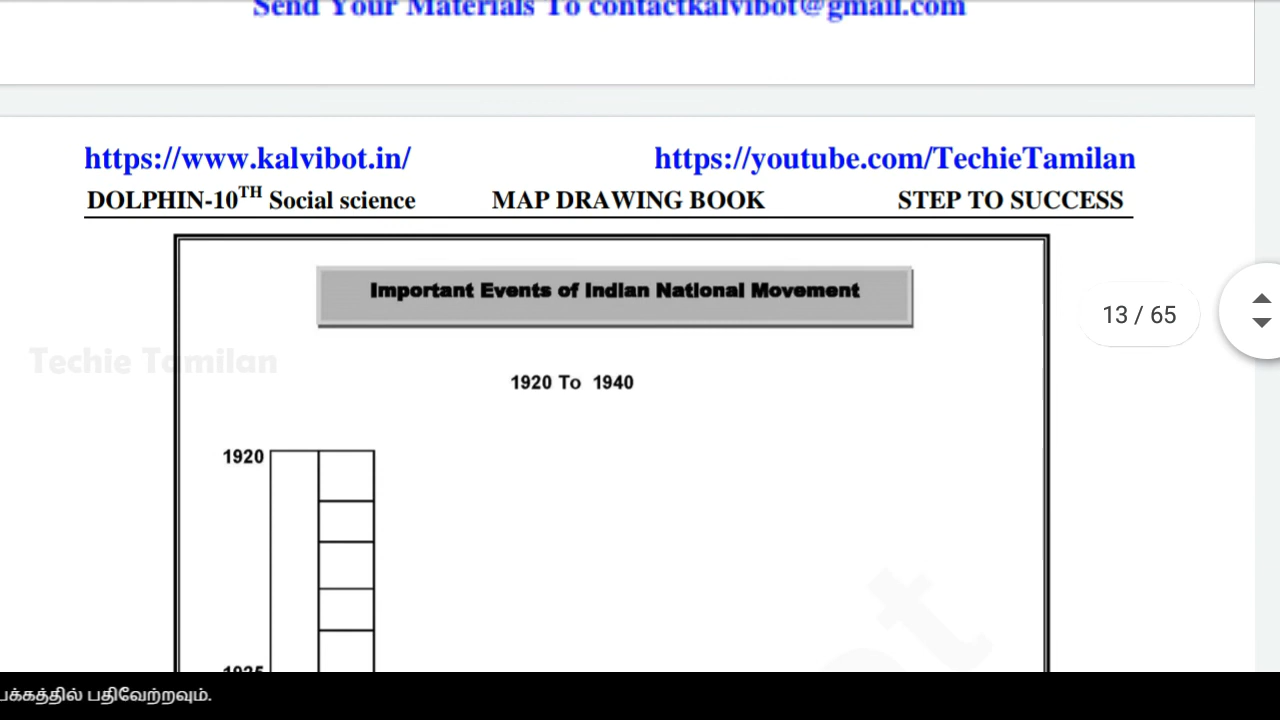 Send Your Materials To contactkalvibot@gmail.com
https://www.kalvibot.in/ https://youtube.com/TechieTamilan
DOLPHIN-10TH Social science MAP DRAWING BOOK STEP TO SUCCESS
Important Events of Indian National Movement
13 / 65
Techie Tamilan
1920 To 1940
1920
1925
பக்கத்தில் பதிவேற்றவும்.